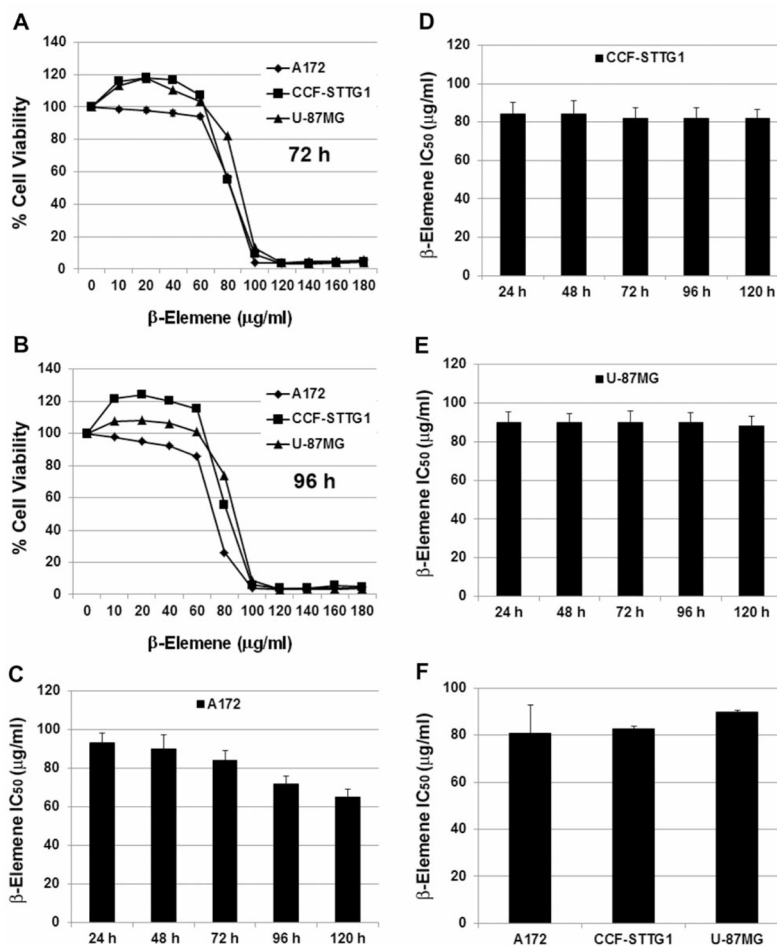 A
140
120
100
80
60
40
20
0
% Cell Viability
A172
CCF-STTG1
U-87MG
72 h
0 10 20 40 60 80 100 120 140 160 180
β-Elemene (μg/ml)
B
140
120
100
80
60
40
20
0
% Cell Viability
A172
CCF-STTG1
U-87MG
96 h
0 10 20 40 60 80 100 120 140 160 180
β-Elemene (μg/ml)
C
120
100
80
60
40
20
0
β-Elemene IC50 (μg/ml)
A172
24 h 48 h 72 h 96 h 120 h
D
120
100
80
60
40
20
0
β-Elemene IC50 (μg/ml)
CCF-STTG1
24 h 48 h 72 h 96 h 120 h
E
120
100
80
60
40
20
0
β-Elemene IC50 (μg/ml)
U-87MG
24 h 48 h 72 h 96 h 120 h
F
100
80
60
40
20
0
β-Elemene IC50 (μg/ml)
A172 CCF-STTG1 U-87MG